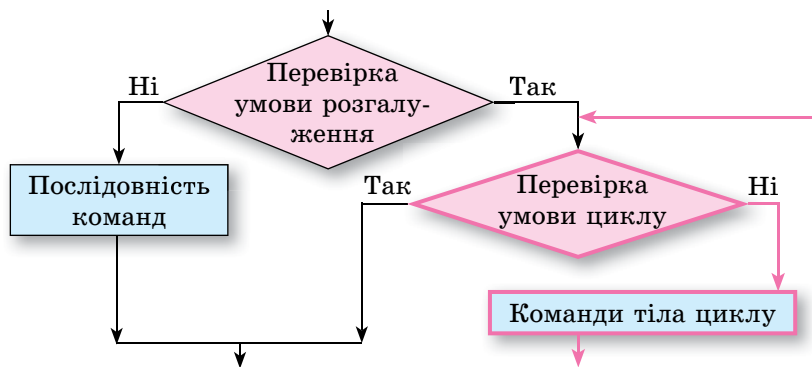 Перевірка
умови розгалу-
ження
Ні
Так
Послідовність
команд
Так
Перевірка
умови циклу
Ні
Команди тіла циклу